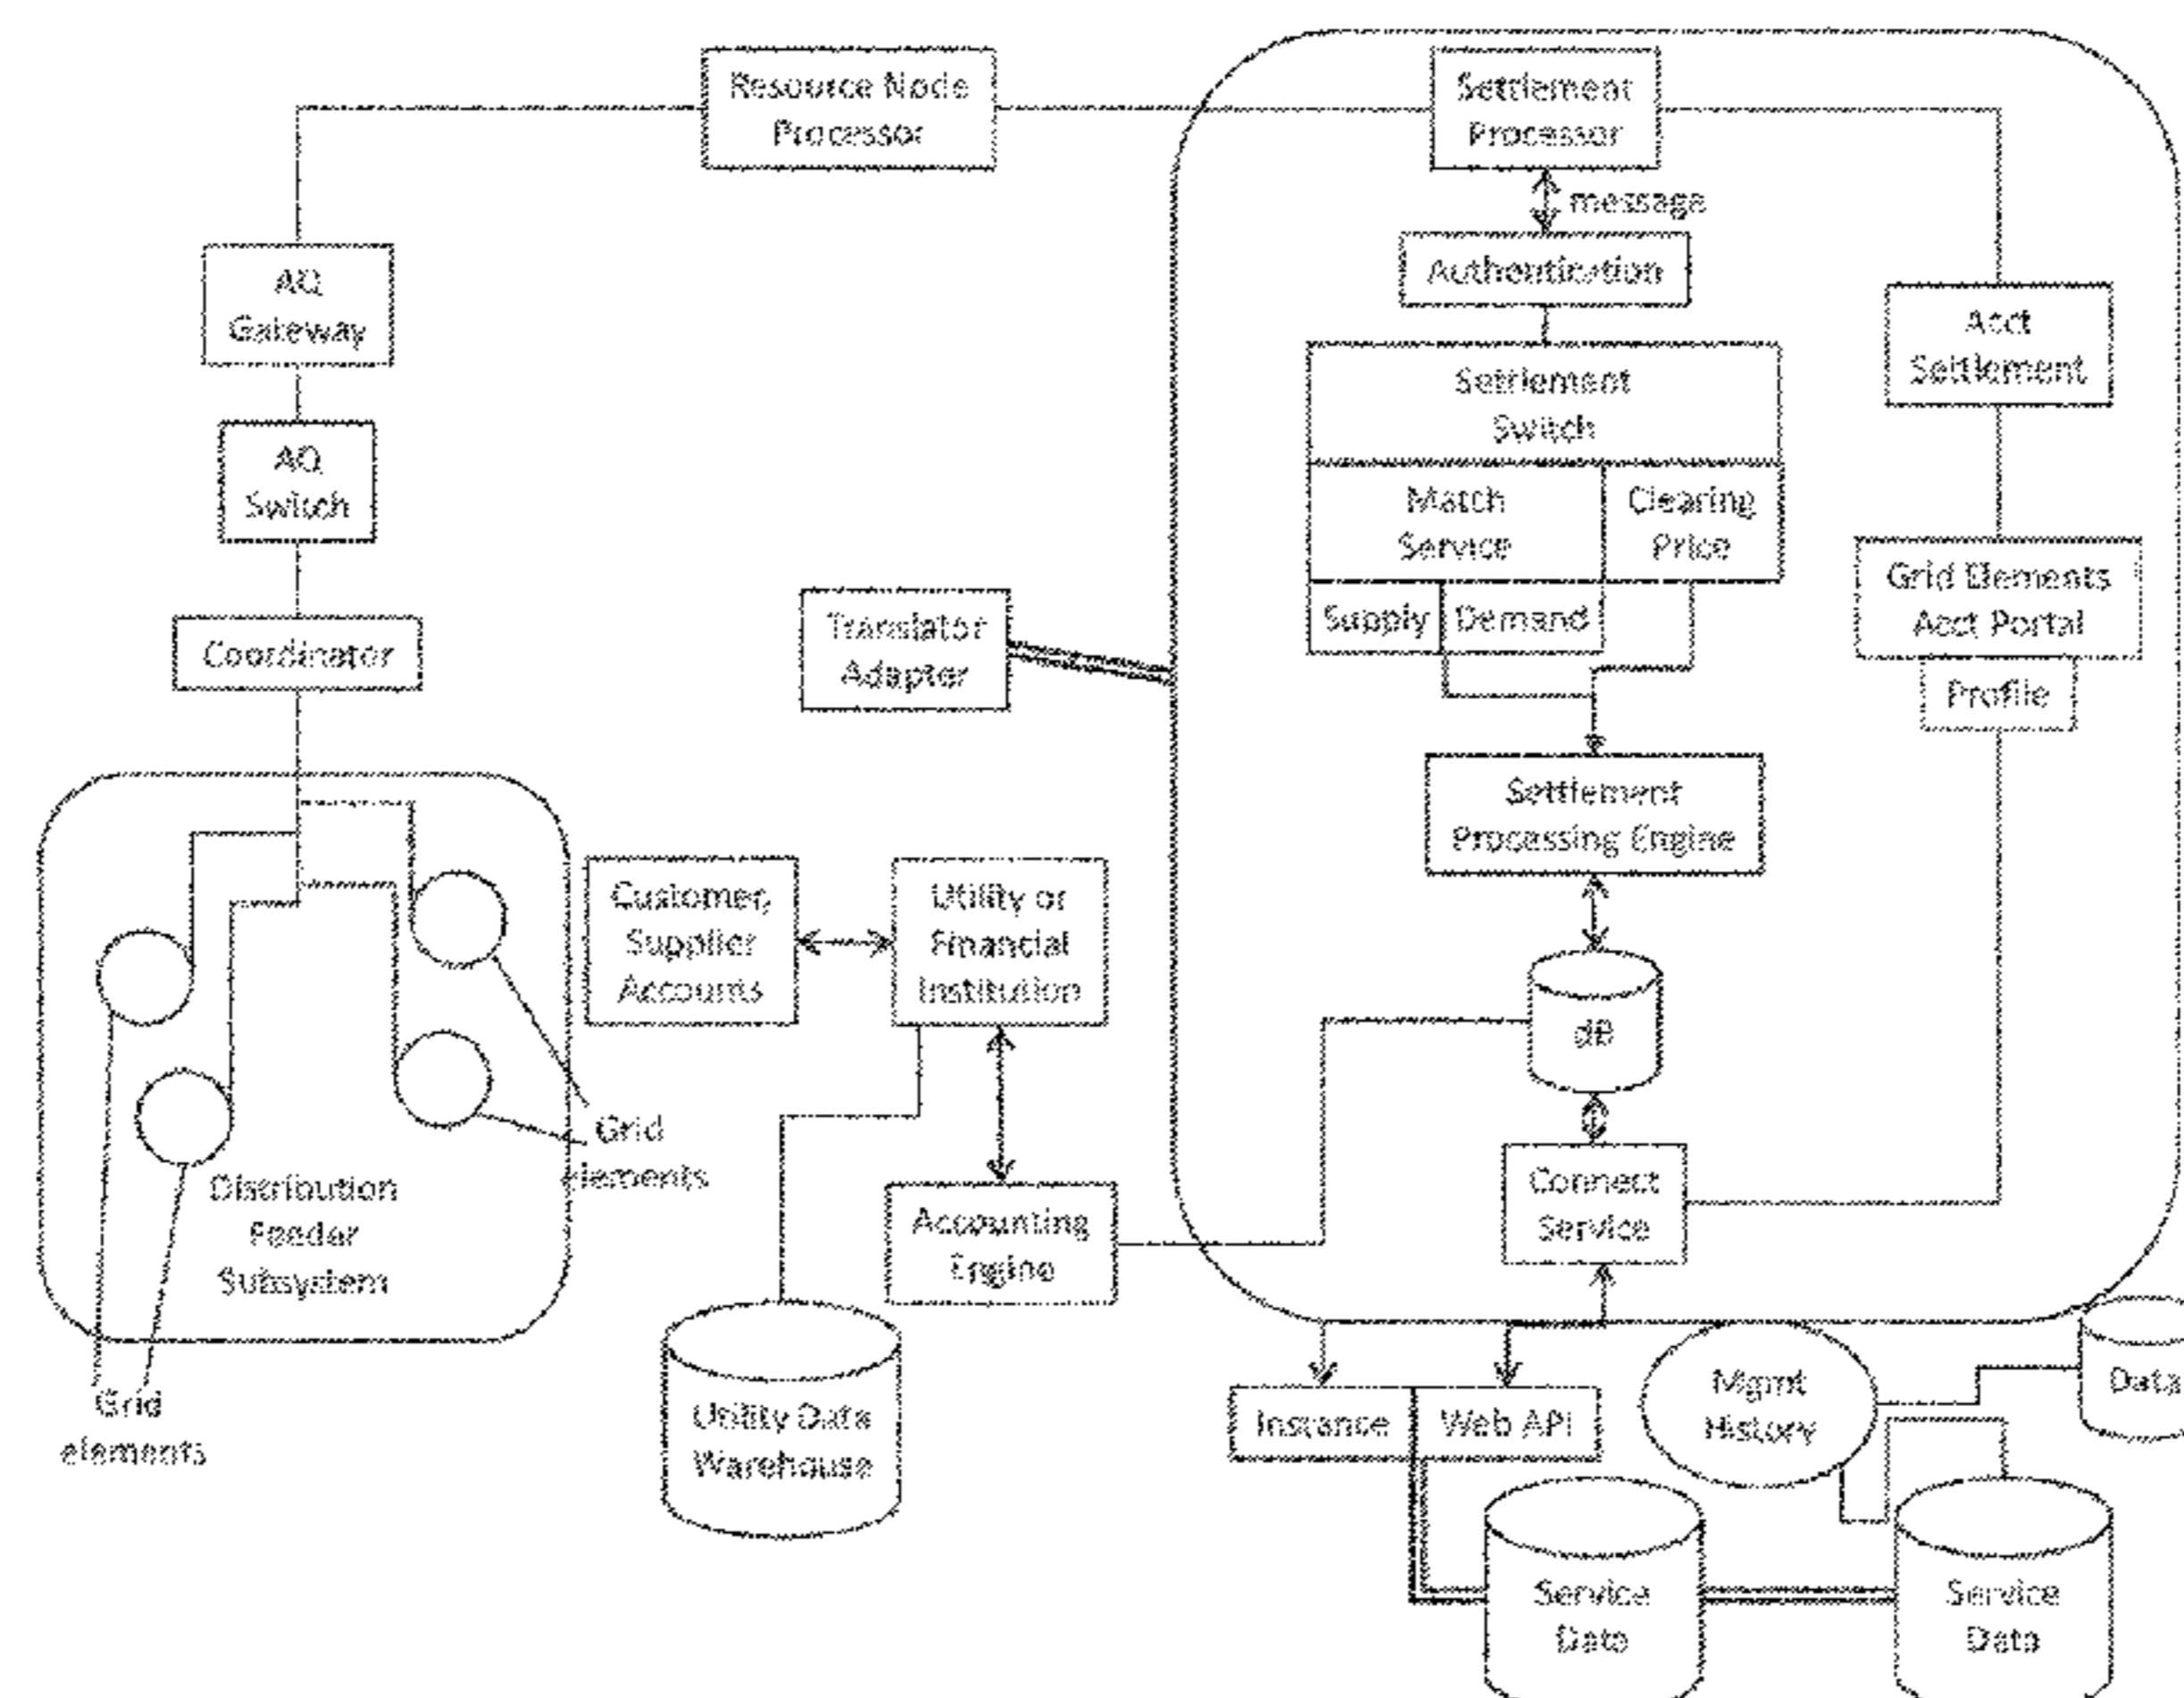 Resource Node
Processor
Settlement
Processor
message
Authentication
AQ
Gateway
Acct
Settlement
Settlement
Switch
AQ
Switch
Match
Service
Clearing
Price
Grid Elements
Acct Portal
Supply
Demand
Profile
Translator
Adapter
Coordinator
Settlement
Processing Engine
Customer,
Supplier
Accounts
Utility or
Financial
Institution
dB
Grid
elements
Distribution
Feeder
Subsystem
Connect
Service
Accounting
Engine
Grid
elements
Utility Data
Warehouse
Instance
Web API
Mgmt
History
Data
Service
Data
Service
Data